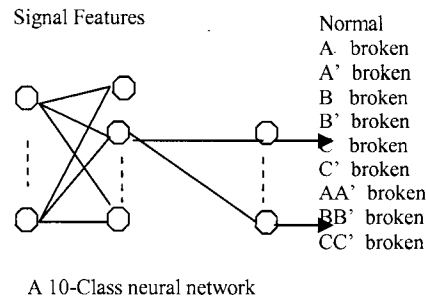 Signal Features
Normal
A broken
A' broken
B broken
B' broken
C broken
C' broken
AA' broken
BB' broken
CC' broken
A 10-Class neural network